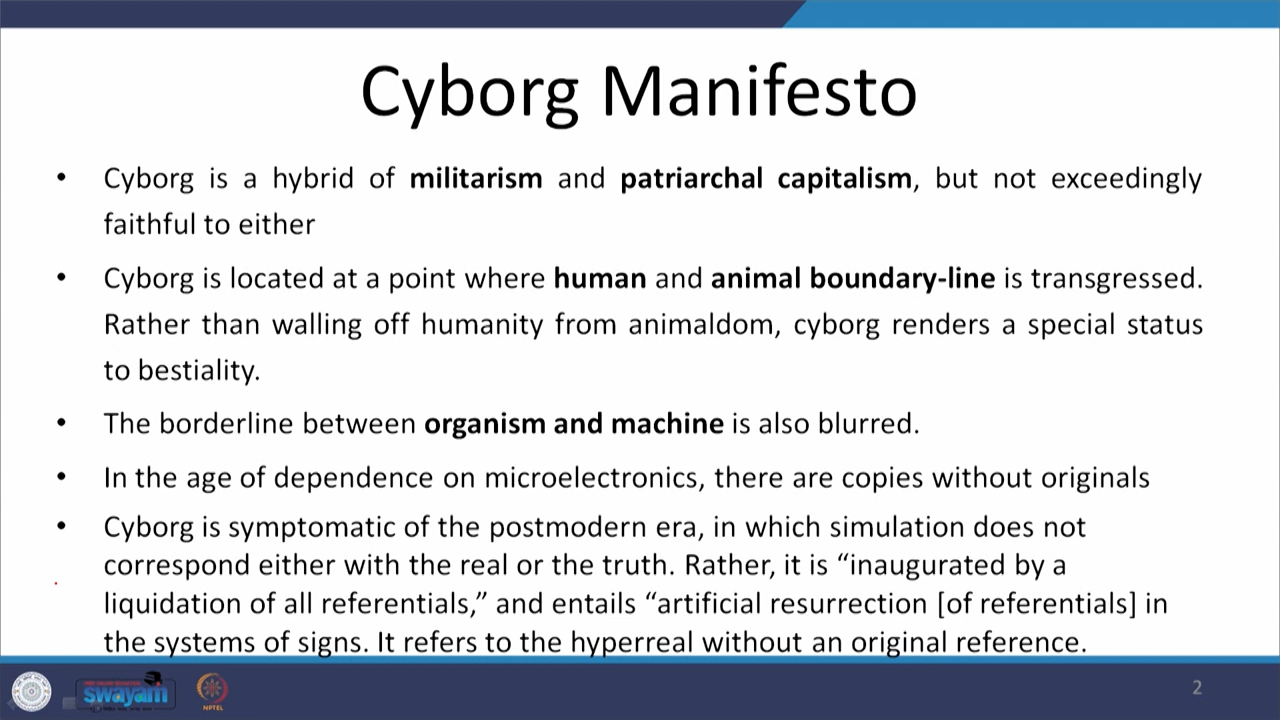 Cyborg Manifesto
• Cyborg is a hybrid of militarism and patriarchal capitalism, but not exceedingly
faithful to either
• Cyborg is located at a point where human and animal boundary-line is transgressed.
Rather than walling off humanity from animaldom, cyborg renders a special status
to bestiality.
• The borderline between organism and machine is also blurred.
• In the age of dependence on microelectronics, there are copies without originals
• Cyborg is symptomatic of the postmodern era, in which simulation does not
correspond either with the real or the truth. Rather, it is “inaugurated by a
liquidation of all referentials,” and entails “artificial resurrection [of referentials] in
the systems of signs. It refers to the hyperreal without an original reference.
swayam
NPTEL
2